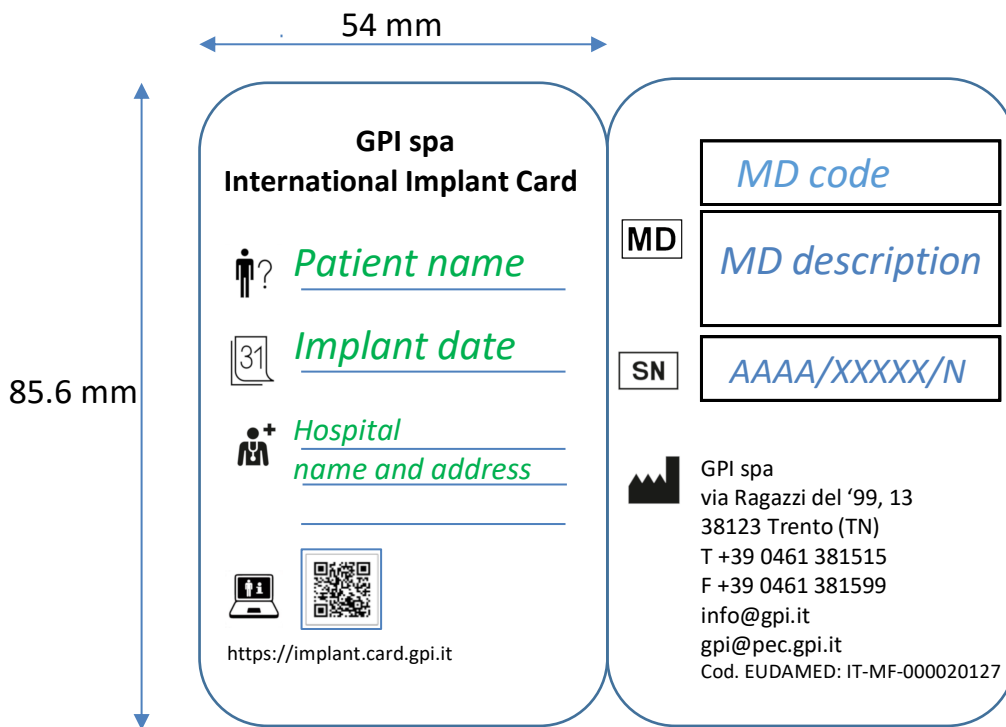 54 mm
85.6 mm
GPI spa
International Implant Card
? Patient name
31 Implant date
Hospital
name and address
https://implant.card.gpi.it
MD code
MD
MD description
SN
AAAA/XXXXX/N
GPI spa
via Ragazzi del ‘99, 13
38123 Trento (TN)
T +39 0461 381515
F +39 0461 381599
info@gpi.it
gpi@pec.gpi.it
Cod. EUDAMED: IT-MF-000020127